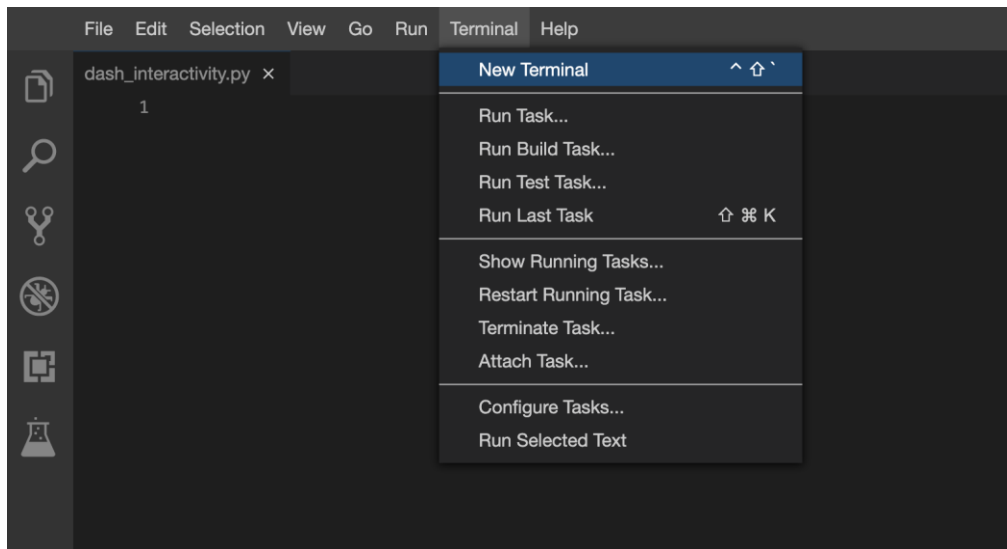 File Edit Selection View Go Run Terminal Help
dash_interactivity.py ×
1
New Terminal ^ ⇧ `
Run Task...
Run Build Task...
Run Test Task...
Run Last Task ⇧ ⌘ K
Show Running Tasks...
Restart Running Task...
Terminate Task...
Attach Task...
Configure Tasks...
Run Selected Text